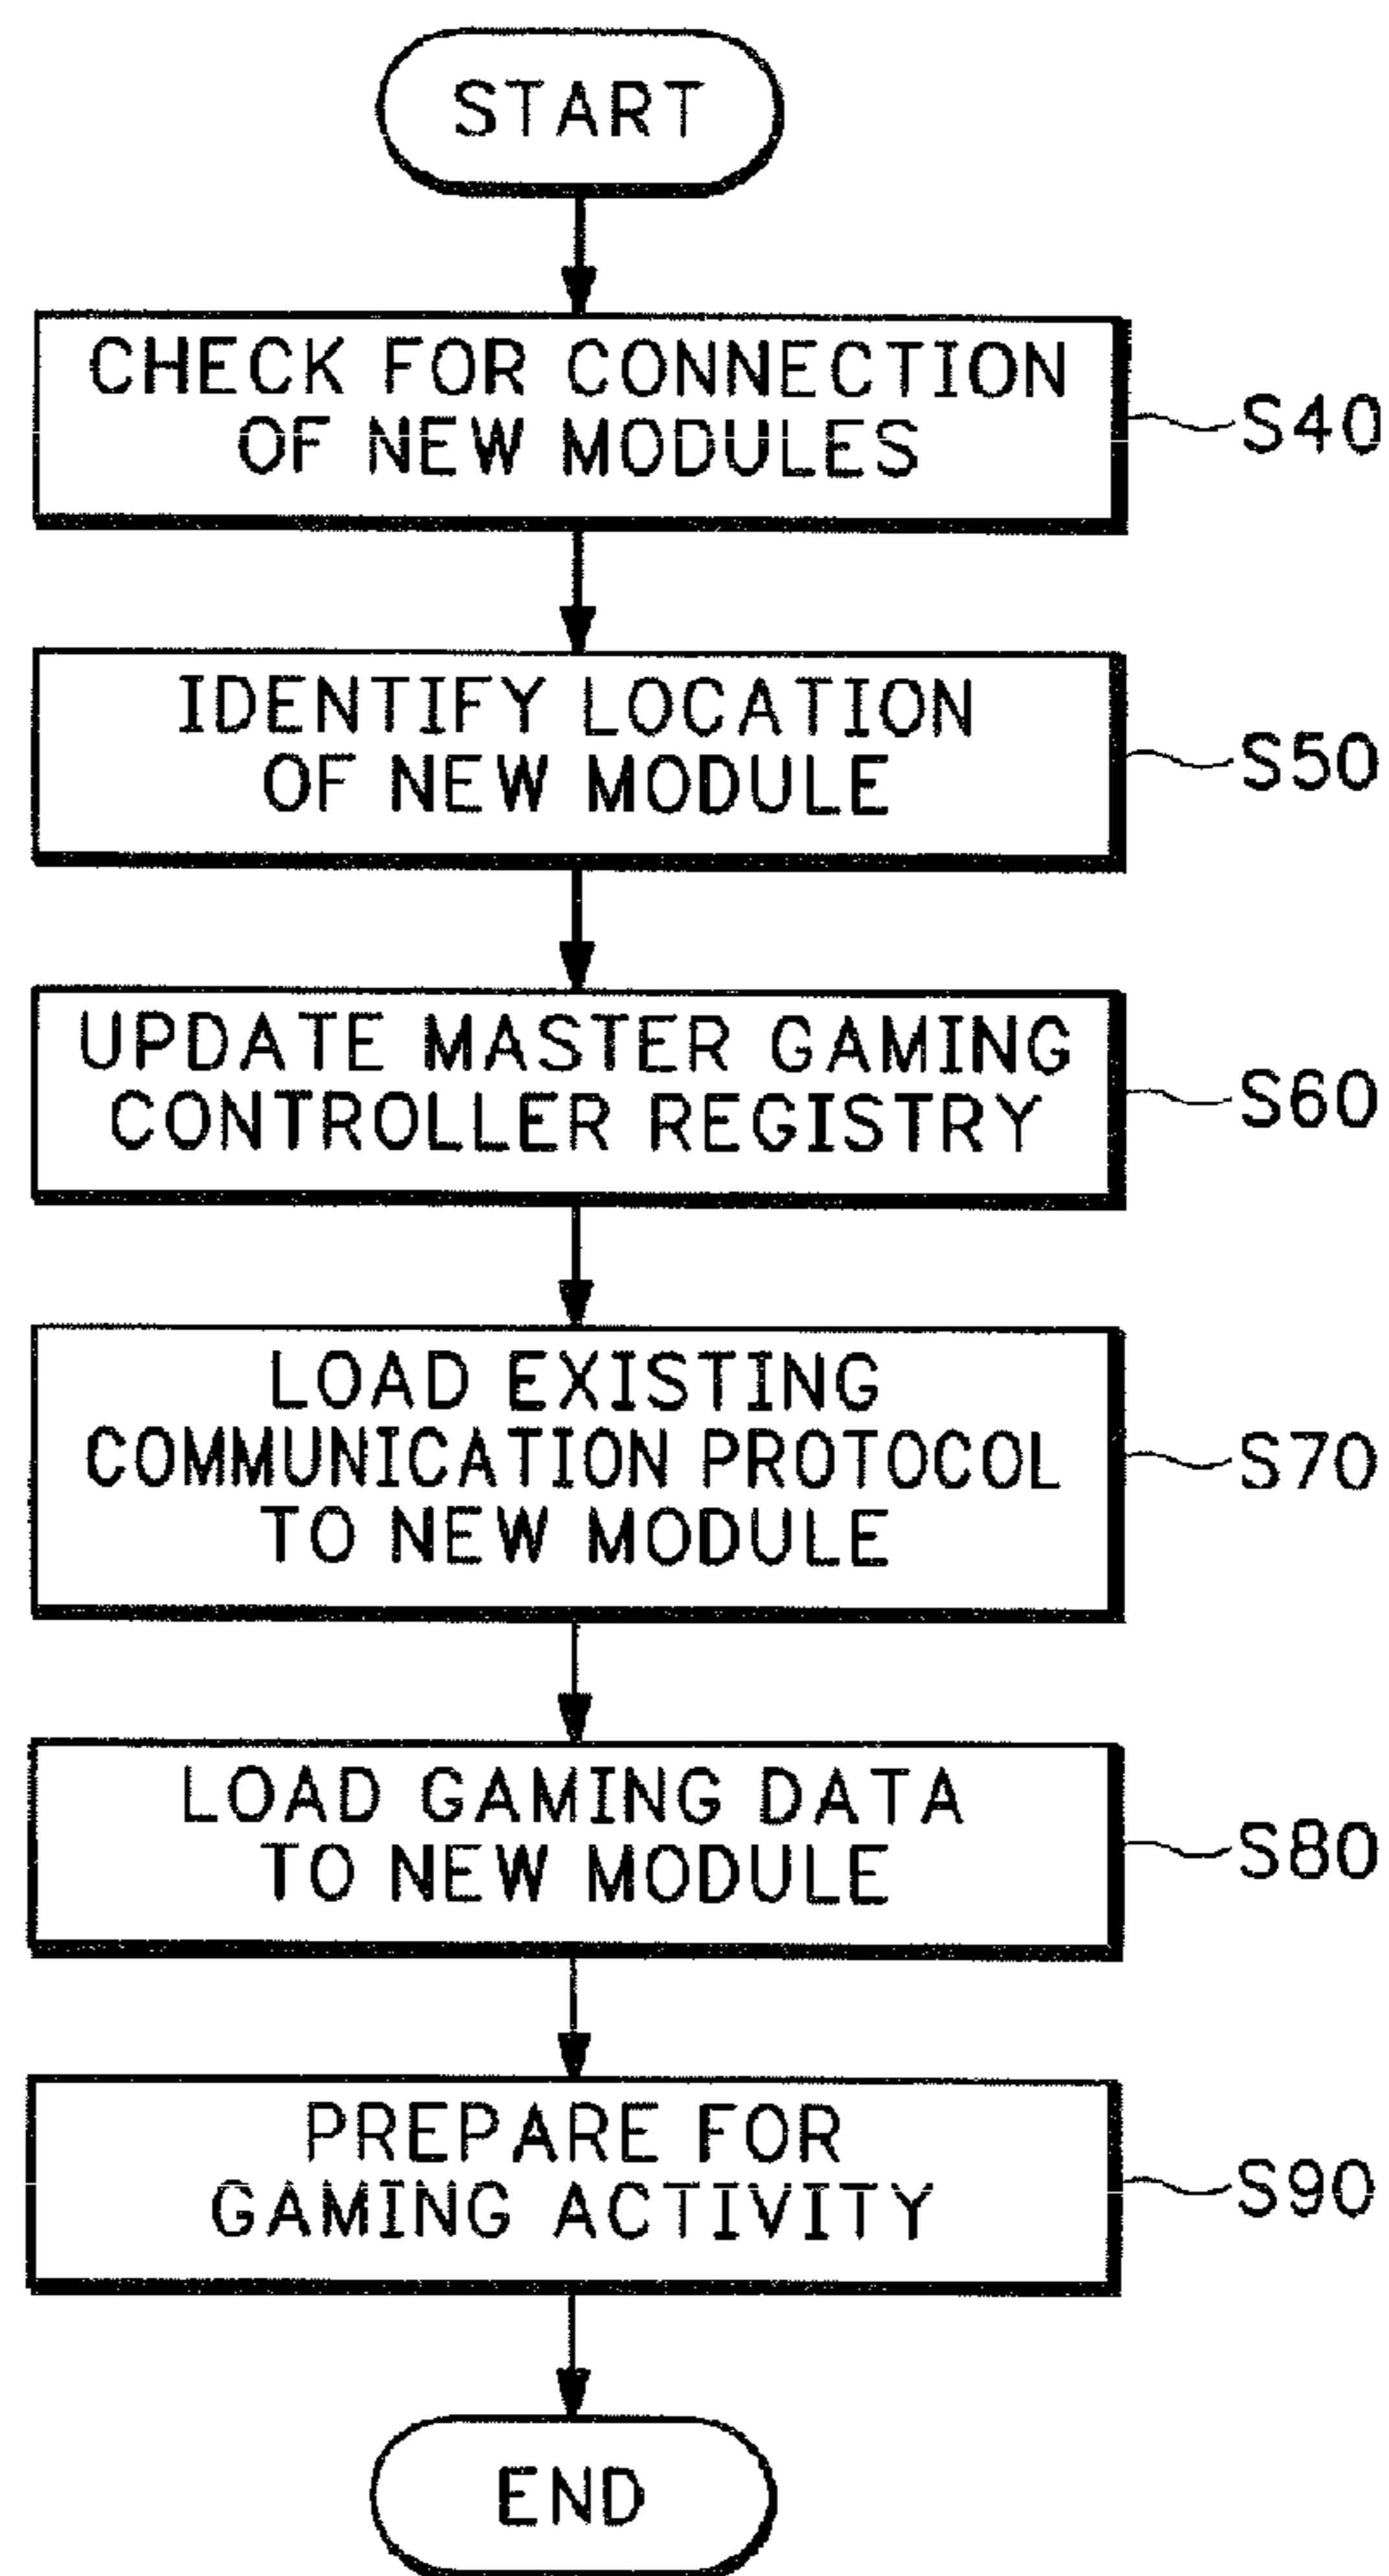 START
CHECK FOR CONNECTION
OF NEW MODULES
S40
IDENTIFY LOCATION
OF NEW MODULE
S50
UPDATE MASTER GAMING
CONTROLLER REGISTRY
S60
LOAD EXISTING
COMMUNICATION PROTOCOL
TO NEW MODULE
S70
LOAD GAMING DATA
TO NEW MODULE
S80
PREPARE FOR
GAMING ACTIVITY
S90
END